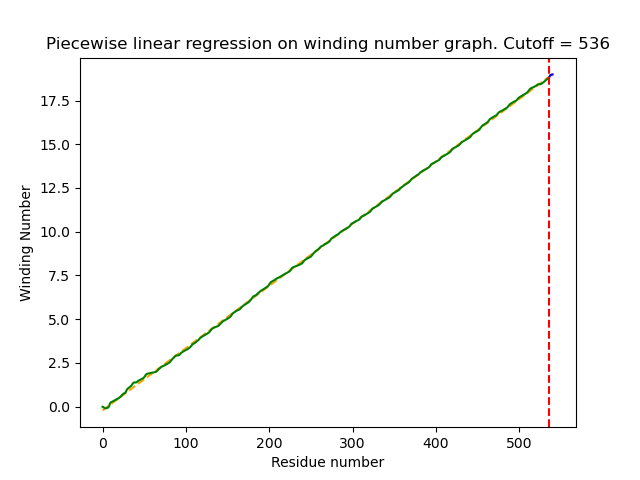 Piecewise linear regression on winding number graph. Cutoff = 536
17.5
15.0
12.5
10.0
7.5
5.0
2.5
0.0
Winding Number
0 100 200 300 400 500
Residue number